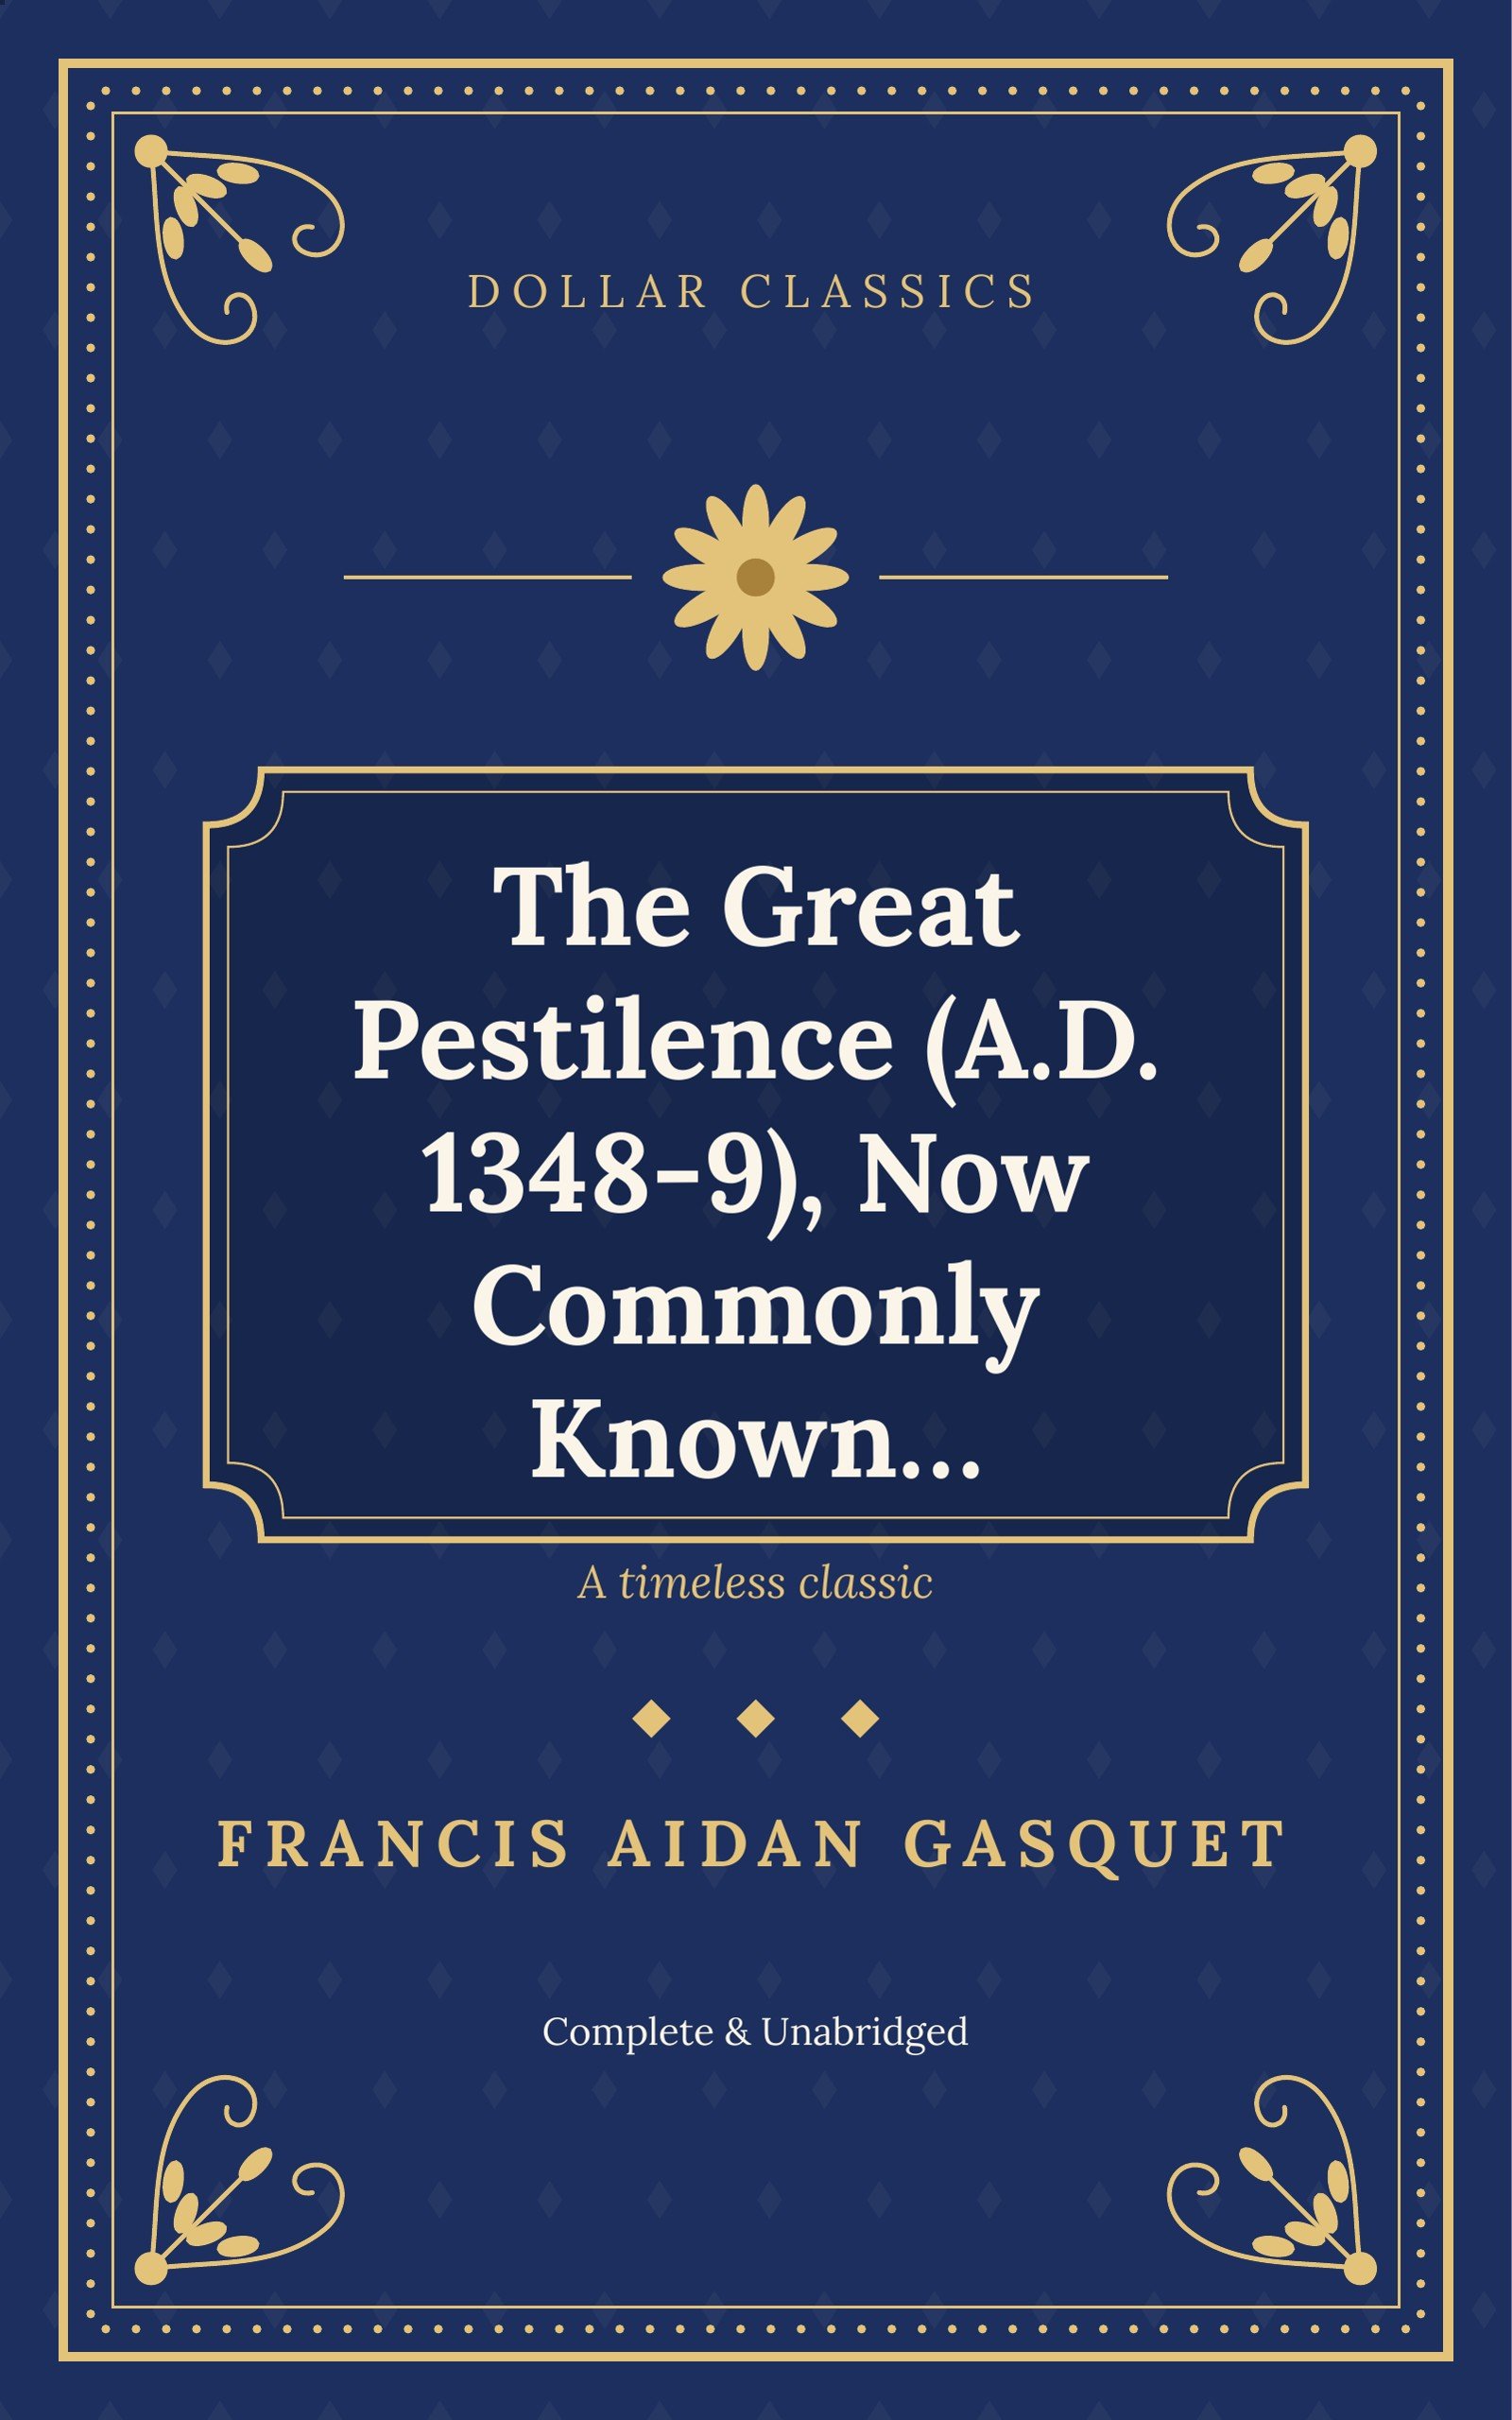 DOLLAR CLASSICS
The Great
Pestilence (A.D.
1348–9), Now
Commonly
Known...
A timeless classic
FRANCIS AIDAN GASQUET
Complete & Unabridged